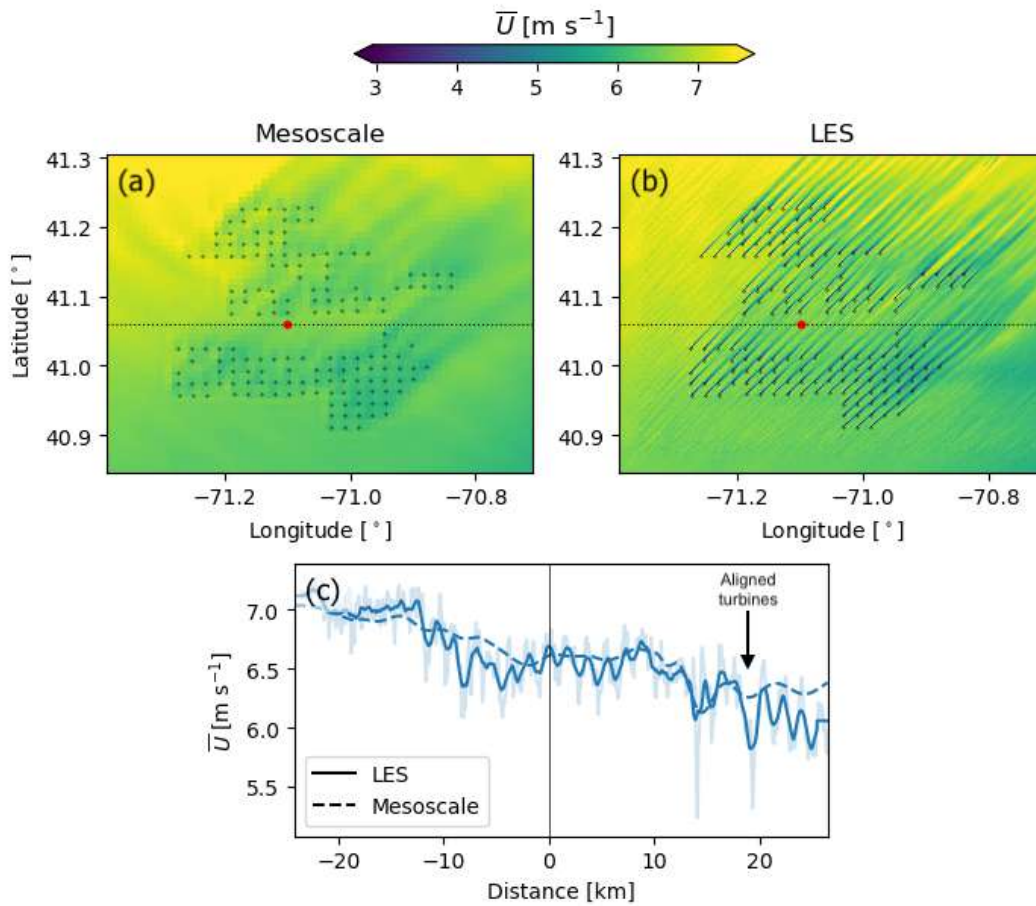 U [m s⁻¹]
3 4 5 6 7
Mesoscale LES
(a) (b)
41.3 41.3
41.2 41.2
41.1 41.1
41.0 41.0
40.9 40.9
Latitude [°]
−71.2 −71.0 −70.8 −71.2 −71.0 −70.8
Longitude [°] Longitude [°]
(c)
Aligned
turbines
7.0
6.5
6.0
5.5
U [m s⁻¹]
LES
Mesoscale
−20 −10 0 10 20
Distance [km]